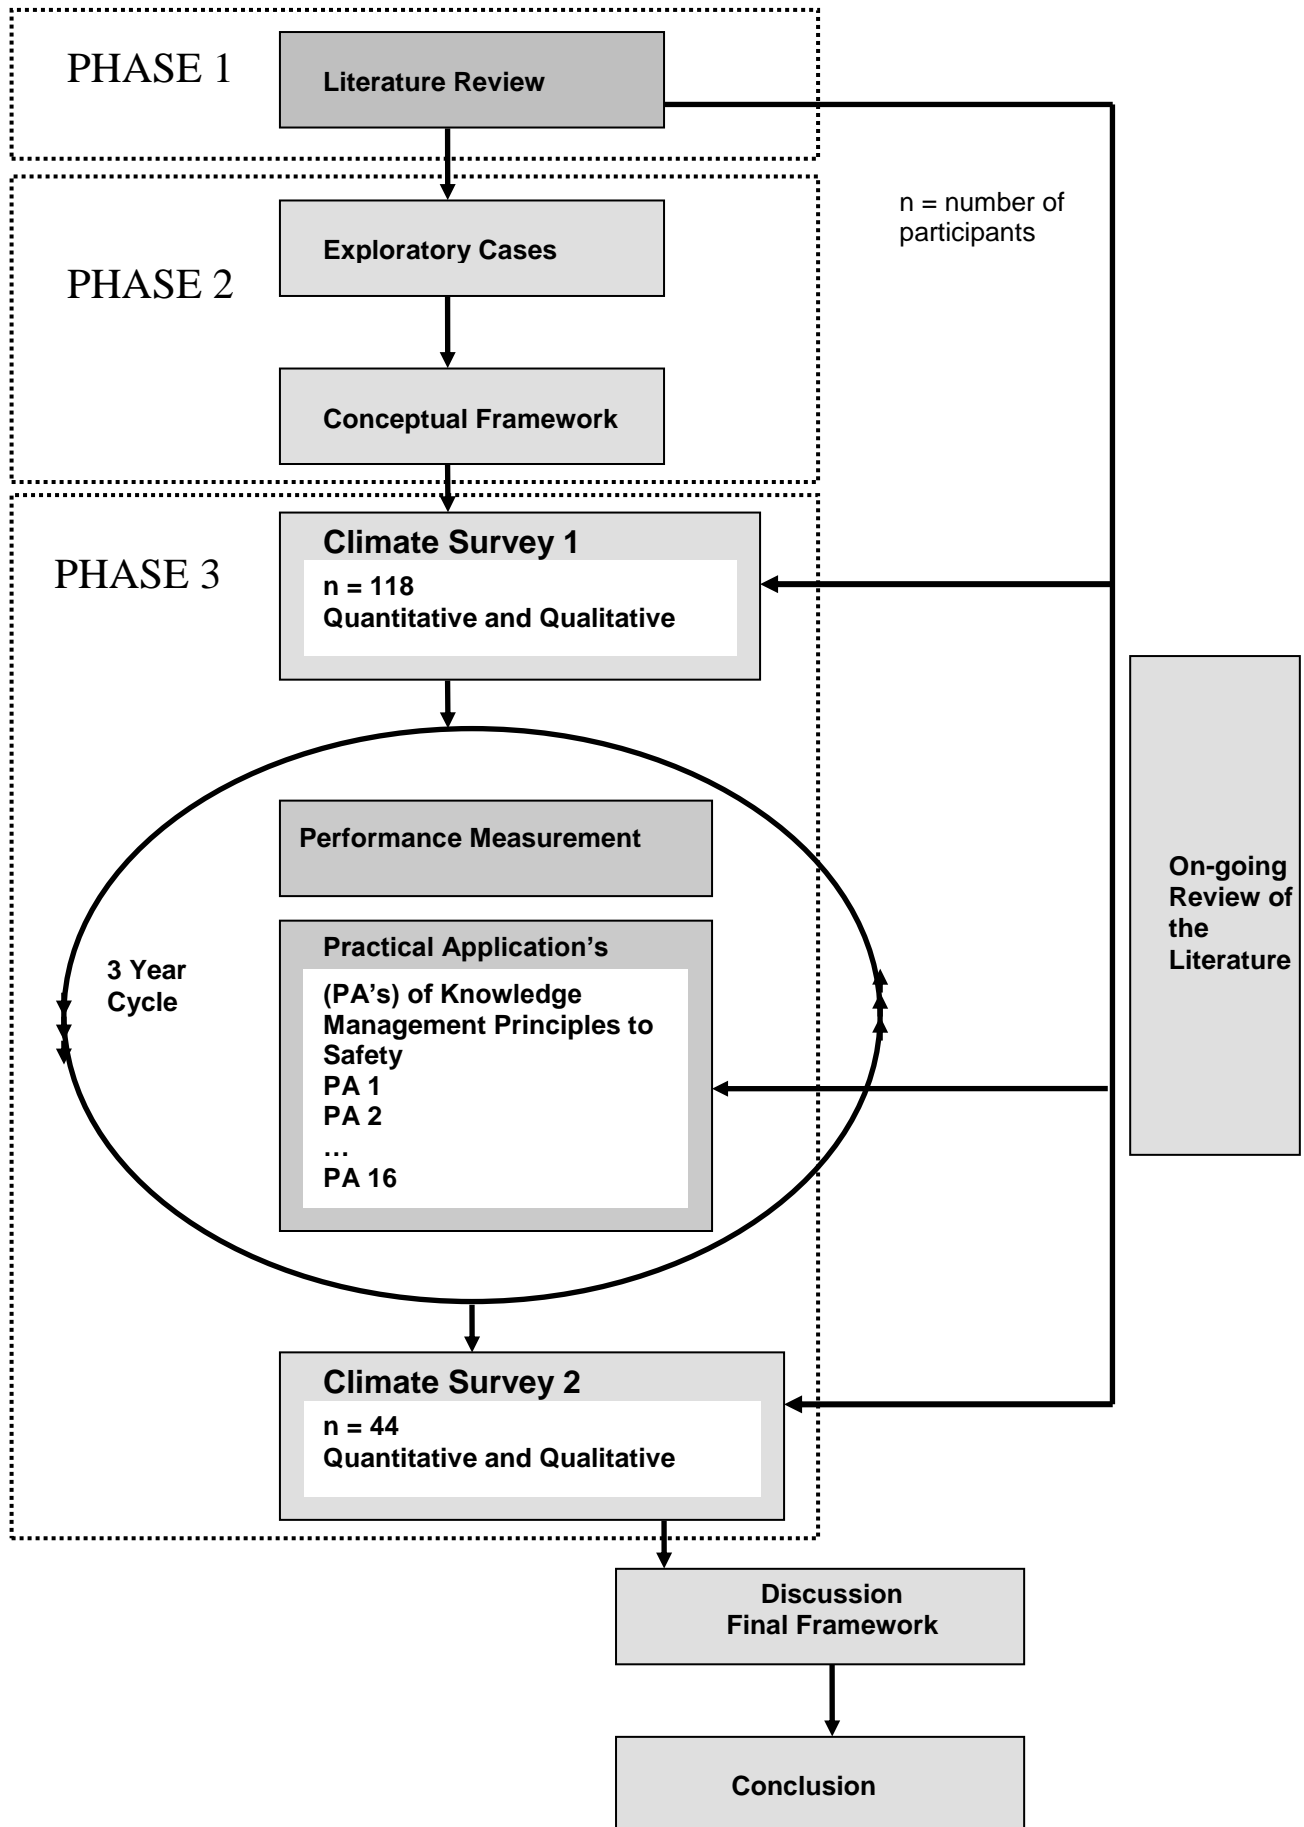 PHASE 1
Literature Review
n = number of
participants
PHASE 2
Exploratory Cases
Conceptual Framework
PHASE 3
Climate Survey 1
n = 118
Quantitative and Qualitative
Performance Measurement
3 Year
Cycle
Practical Application’s
(PA’s) of Knowledge
Management Principles to
Safety
PA 1
PA 2
…
PA 16
On-going
Review of
the
Literature
Climate Survey 2
n = 44
Quantitative and Qualitative
Discussion
Final Framework
Conclusion